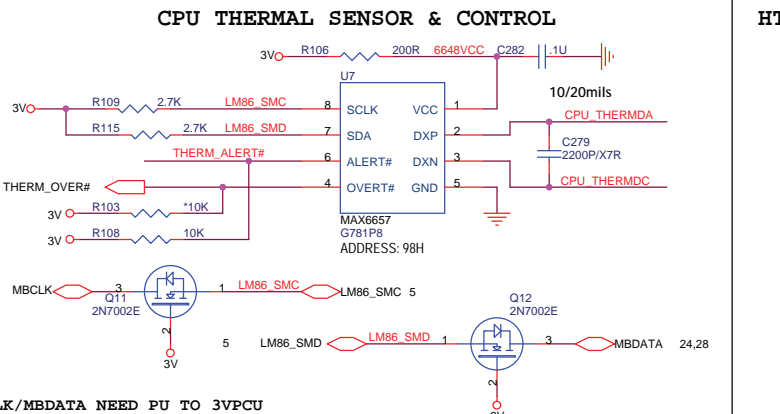 CPU THERMAL SENSOR & CONTROL
HT
3V R106 200R 6648VCC C282 .1U
U7
10/20mils
3V R109 2.7K LM86_SMC 8 SCLK VCC 1 CPU_THERMDA
R115 2.7K LM86_SMD 7 SDA DXP 2
C279
2200P/X7R
THERM_ALERT# 6 ALERT# DXN 3 CPU_THERMDC
THERM_OVER# 4 OVERT# GND 5
3V R103 *10K
3V R108 10K
MAX6657
G781P8
ADDRESS: 98H
MBCLK 3 Q11 2N7002E 1 LM86_SMC LM86_SMC 5
2
3V
Q12
2N7002E
5 LM86_SMD LM86_SMD 1 3 MBDATA 24,28
2
3V
LK/MBDATA NEED PU TO 3VPCU